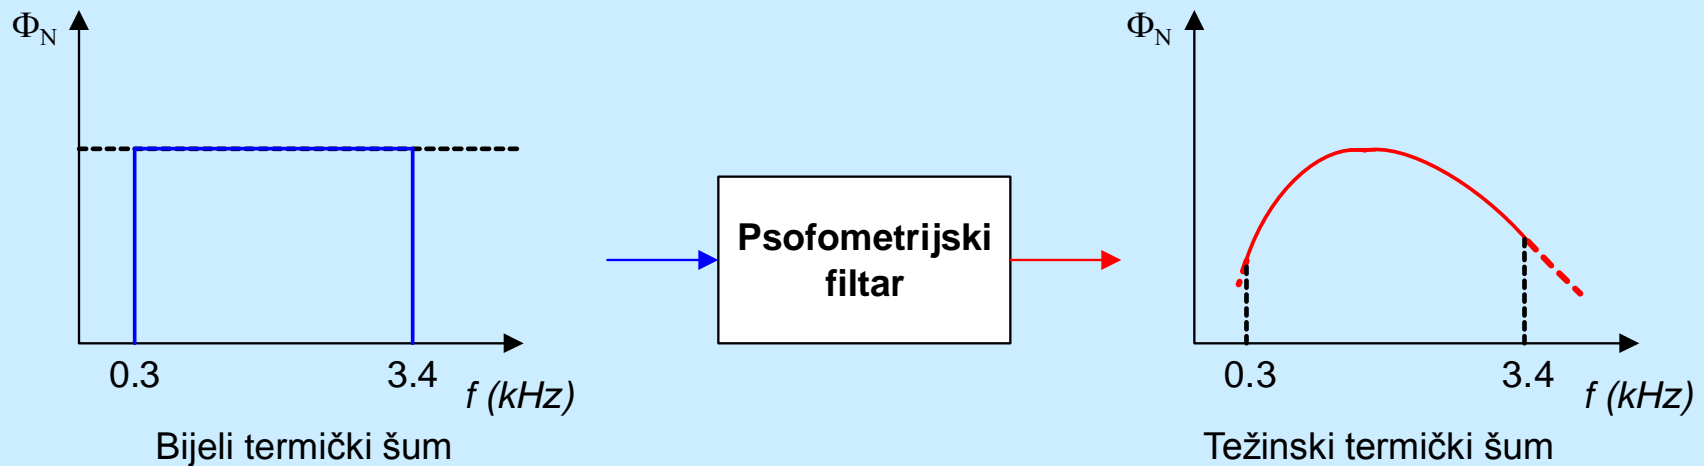 ΦN
0.3
3.4
f (kHz)
Bijeli termički šum
Psofometrijski
filtar
ΦN
0.3
3.4
f (kHz)
Težinski termički šum